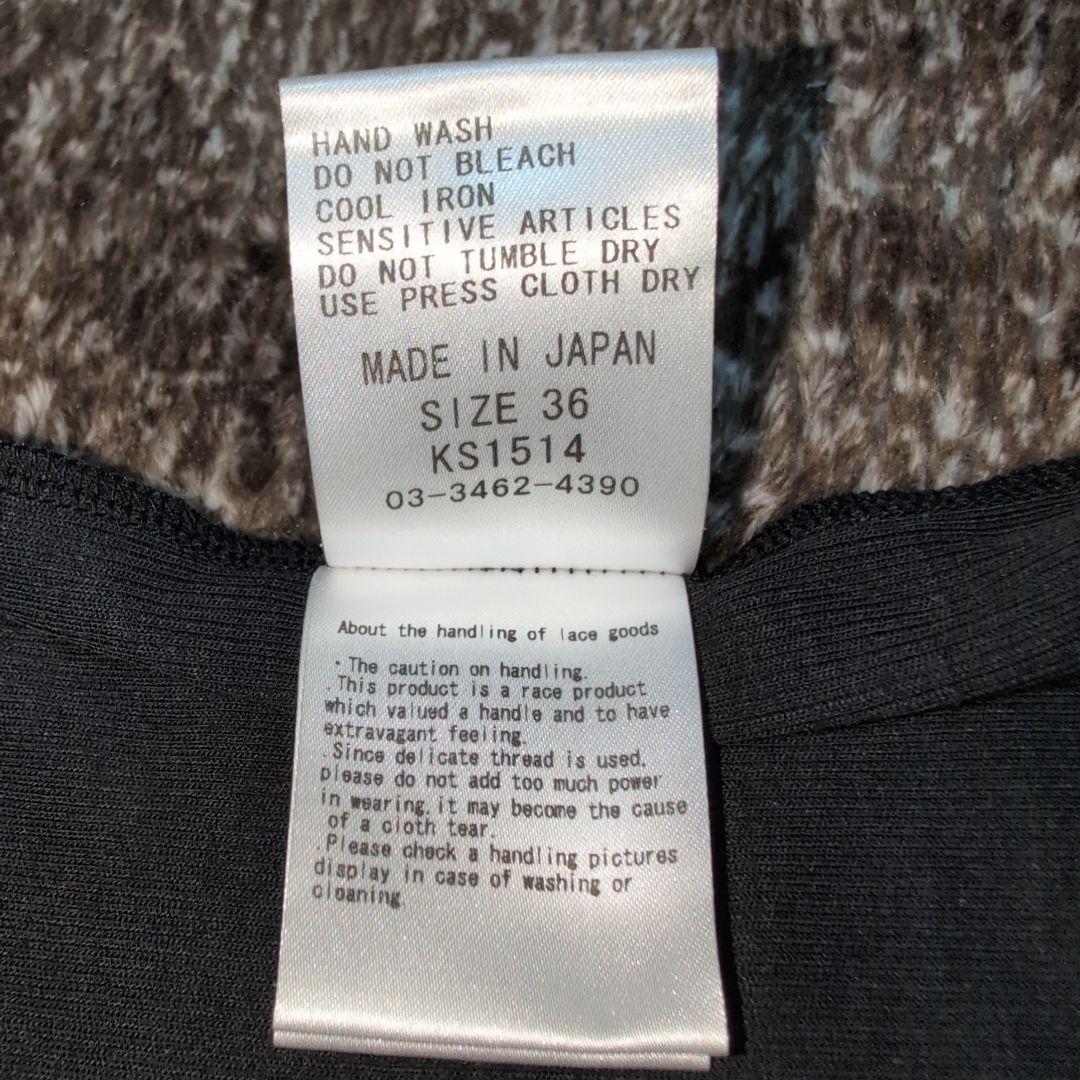 HAND WASH
DO NOT BLEACH
COOL IRON
SENSITIVE ARTICLES
DO NOT TUMBLE DRY
USE PRESS CLOTH DRY
MADE IN JAPAN
SIZE 36
KS1514
03-3462-4390
About the handling of lace goods
・The caution on handling.
.This product is a race product
which valued a handle and to have
extravagant feeling.
.Since delicate thread is used.
please do not add too much power
in wearing.it may become the cause
of a cloth tear.
.Please check a handling pictures
display in case of washing or
cleaning